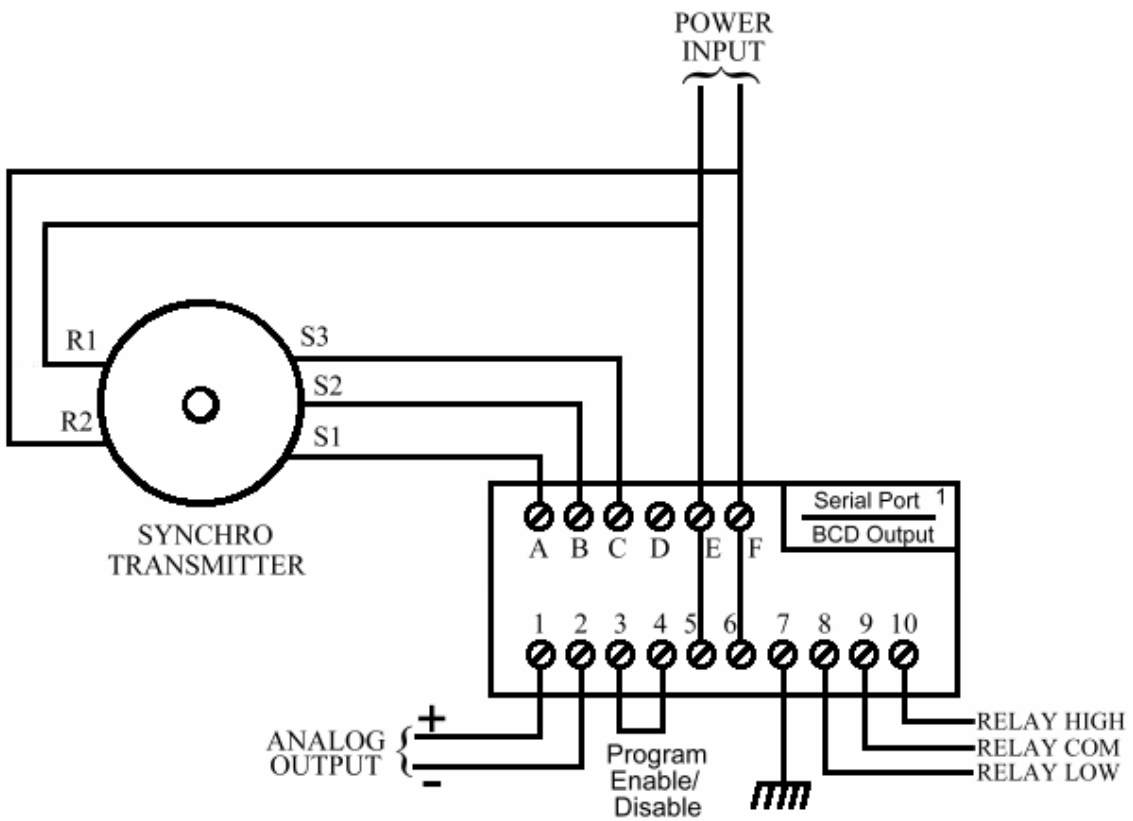 POWER
INPUT
R1
R2
S3
S2
S1
SYNCHRO
TRANSMITTER
Serial Port 1
BCD Output
A B C D E F
1 2 3 4 5 6 7 8 9 10
+
ANALOG
OUTPUT
-
Program
Enable/
Disable
RELAY HIGH
RELAY COM
RELAY LOW